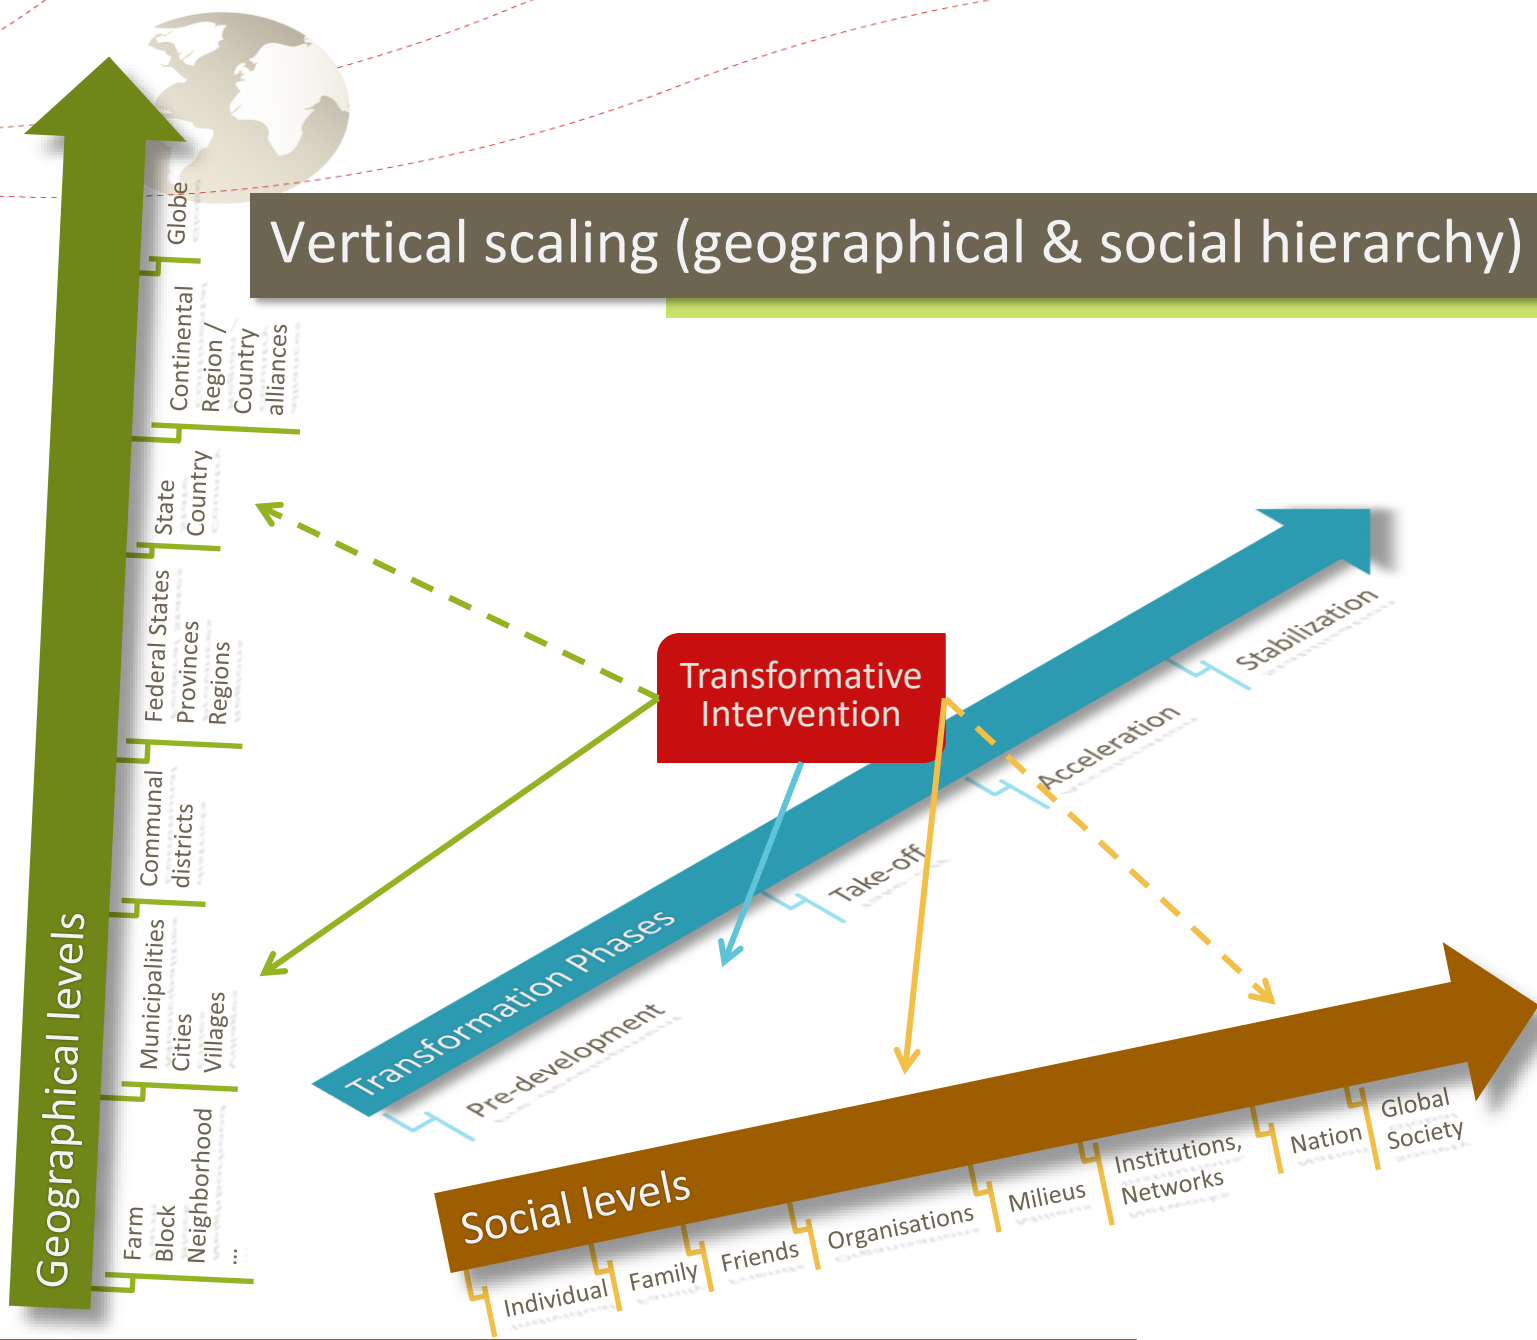 Vertical scaling (geographical & social hierarchy)
Globe
Continental
Region /
Country
alliances
State
Country
Federal States
Provinces
Regions
Communal
districts
Municipalities
Cities
Villages
Farm
Block
Neighborhood
...
Geographical levels
Transformative
Intervention
Transformation Phases
Pre-development
Take-off
Acceleration
Stabilization
Social levels
Individual
Family
Friends
Organisations
Milieus
Institutions,
Networks
Nation
Global
Society